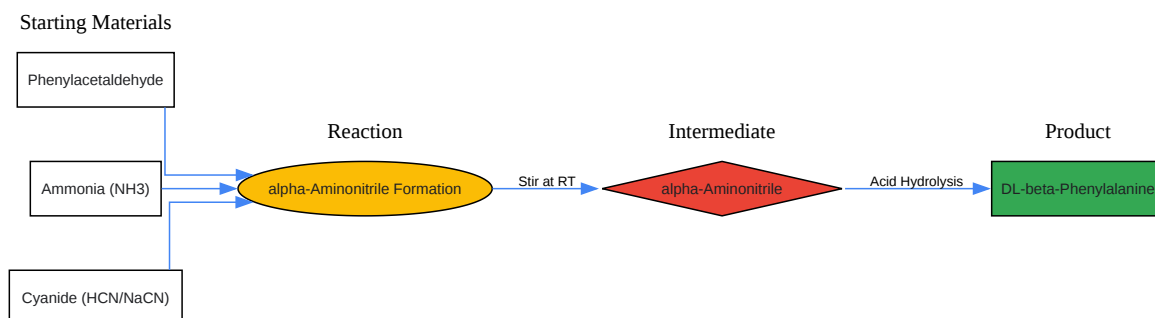 Starting Materials
Phenylacetaldehyde
Reaction
Intermediate
Product
Ammonia (NH3)
alpha-Aminonitrile Formation
Stir at RT
alpha-Aminonitrile
Acid Hydrolysis
DL-beta-Phenylalanine
Cyanide (HCN/NaCN)